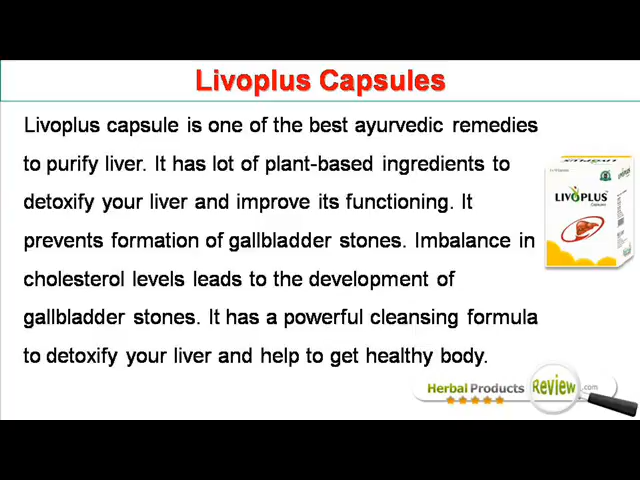 Livoplus Capsules
Livoplus capsule is one of the best ayurvedic remedies
to purify liver. It has lot of plant-based ingredients to
detoxify your liver and improve its functioning. It
prevents formation of gallbladder stones. Imbalance in
cholesterol levels leads to the development of
gallbladder stones. It has a powerful cleansing formula
to detoxify your liver and help to get healthy body.
LIVOPLUS
Capsules
Herbal Products Review.com